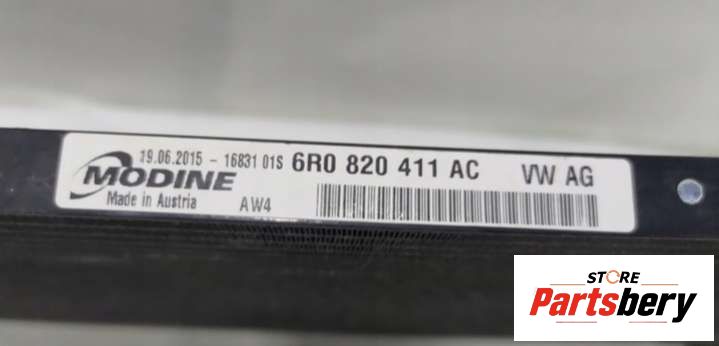 19.06.2015 - 16831 01S 6R0 820 411 AC VW AG
MODINE
Made in Austria AW4
STORE
Partsbery